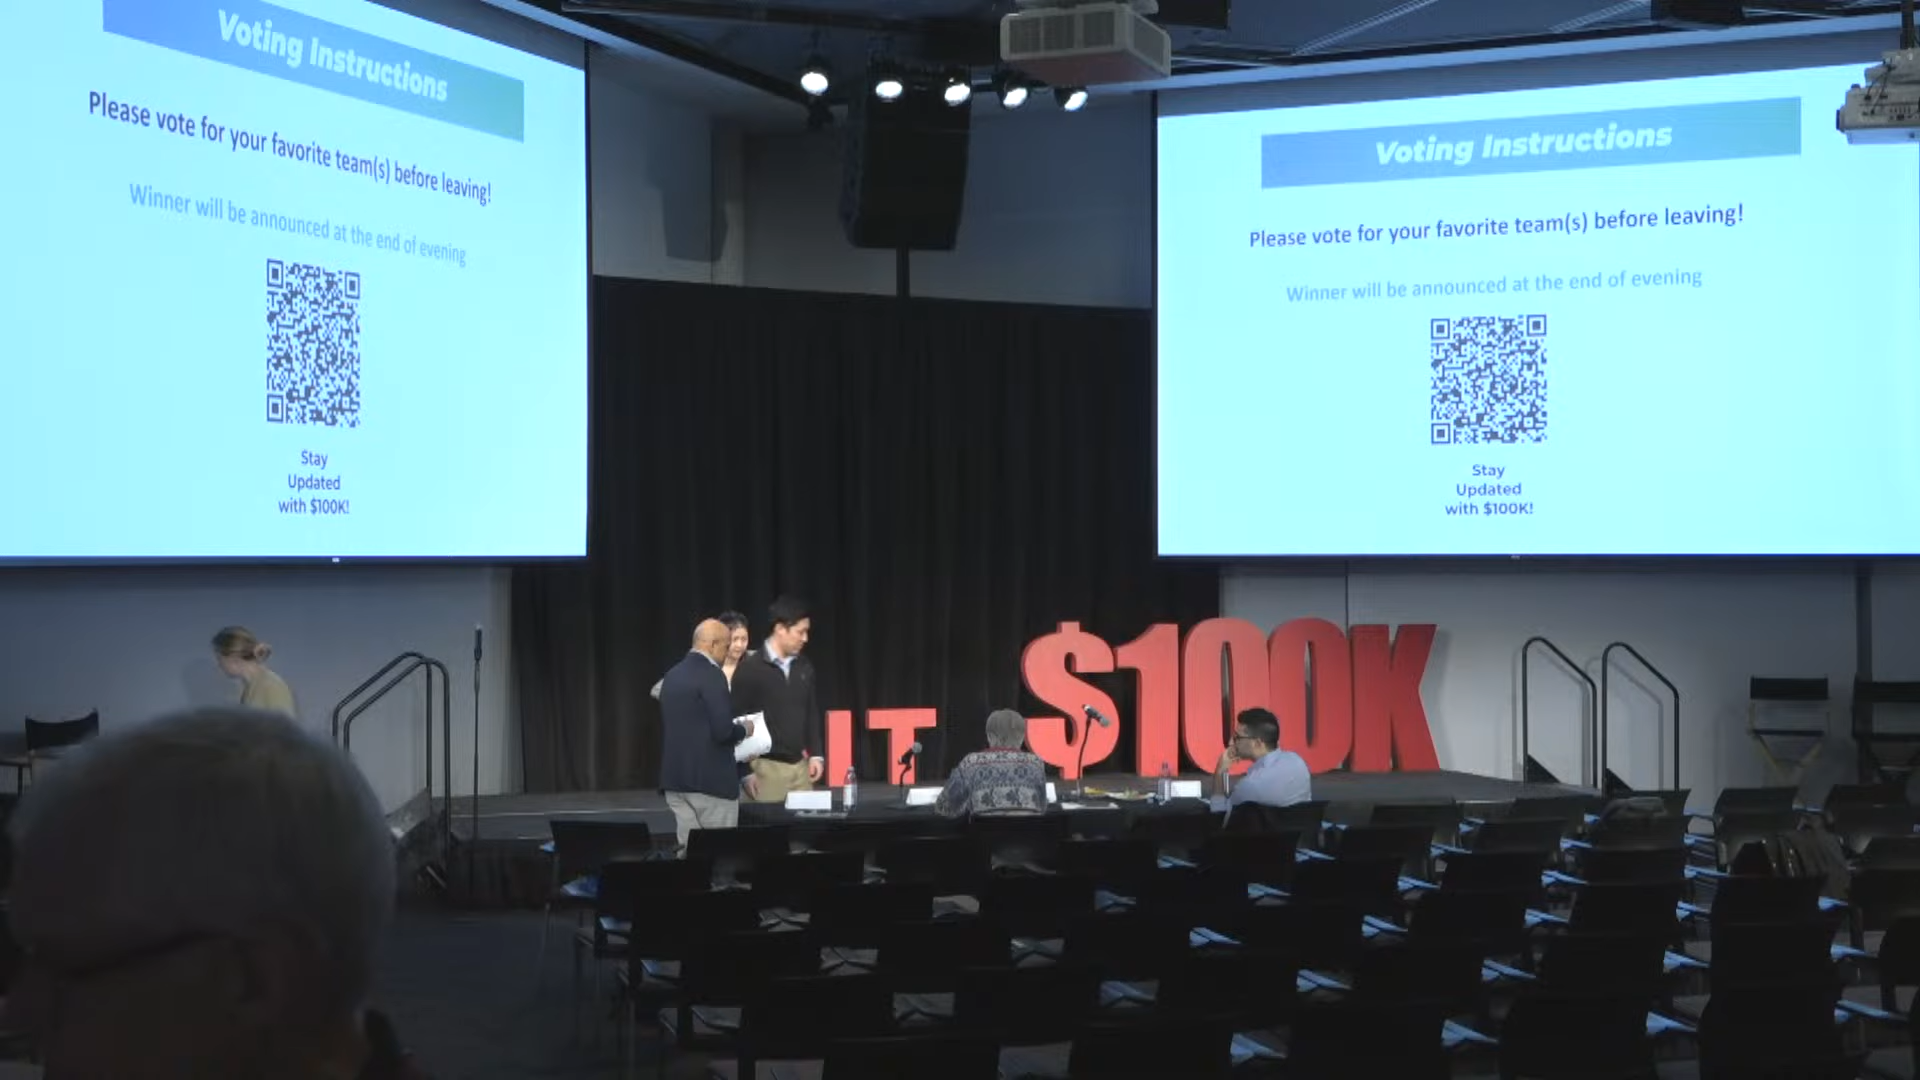 Voting Instructions
Please vote for your favorite team(s) before leaving!
Winner will be announced at the end of evening
Stay
Updated
with $100K!
Voting Instructions
Please vote for your favorite team(s) before leaving!
Winner will be announced at the end of evening
Stay
Updated
with $100K!
IT $100K